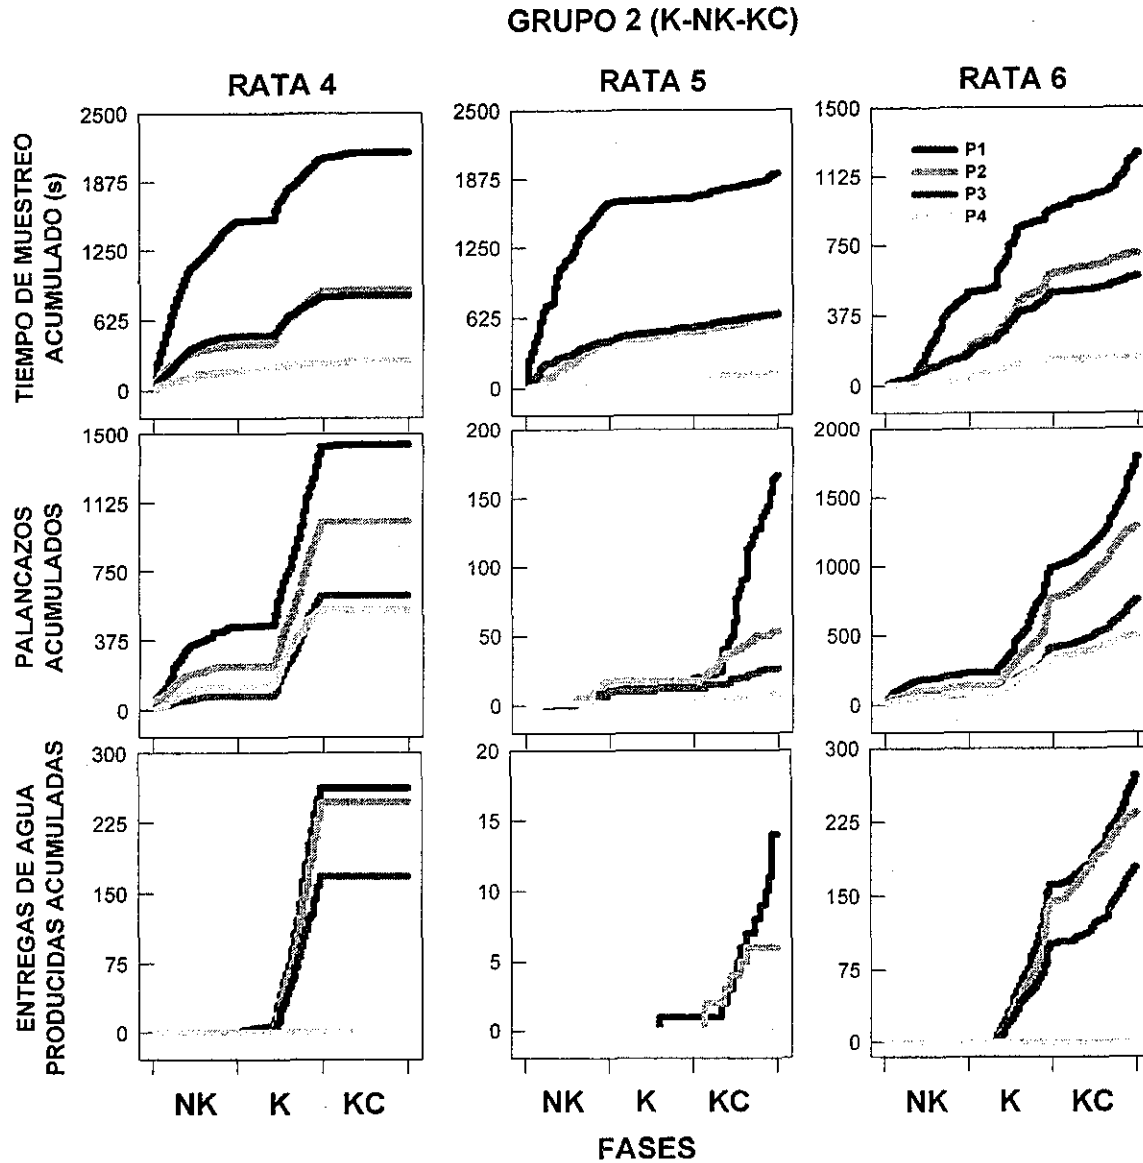 GRUPO 2 (K-NK-KC)
RATA 4
RATA 5
RATA 6
TIEMPO DE MUESTREO
ACUMULADO (s)
2500
1875
1250
625
0
2500
1875
1250
625
0
1500
1125
750
375
0
P1
P2
P3
P4
PALANCAZOS
ACUMULADOS
1500
1125
750
375
0
200
150
100
50
0
2000
1500
1000
500
0
ENTREGAS DE AGUA
PRODUCIDAS ACUMULADAS
300
225
150
75
0
20
15
10
5
0
300
225
150
75
0
NK K KC
NK K KC
NK K KC
FASES